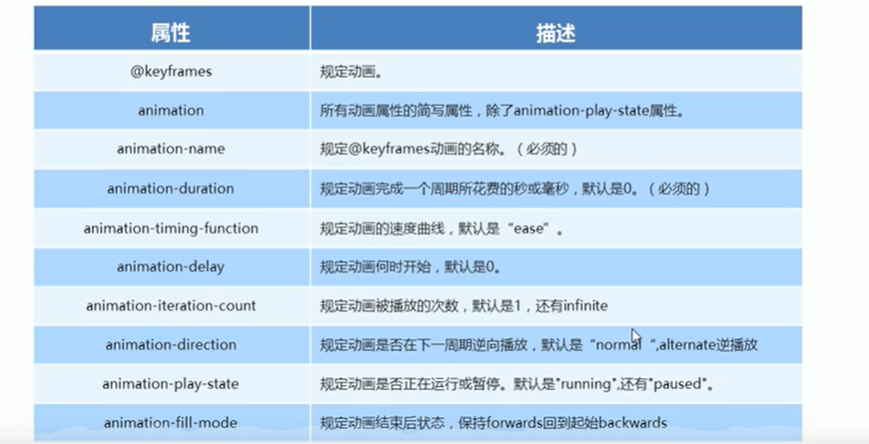 属性 描述
@keyframes 规定动画。
animation 所有动画属性的简写属性，除了animation-play-state属性。
animation-name 规定@keyframes动画的名称。（必须的）
animation-duration 规定动画完成一个周期所花费的秒或毫秒，默认是0。（必须的）
animation-timing-function 规定动画的速度曲线，默认是“ease”。
animation-delay 规定动画何时开始，默认是0。
animation-iteration-count 规定动画被播放的次数，默认是1，还有infinite
animation-direction 规定动画是否在下一周期逆向播放，默认是“normal“,alternate逆播放
animation-play-state 规定动画是否正在运行或暂停。默认是"running",还有"paused"。
animation-fill-mode 规定动画结束后状态，保持forwards回到起始backwards